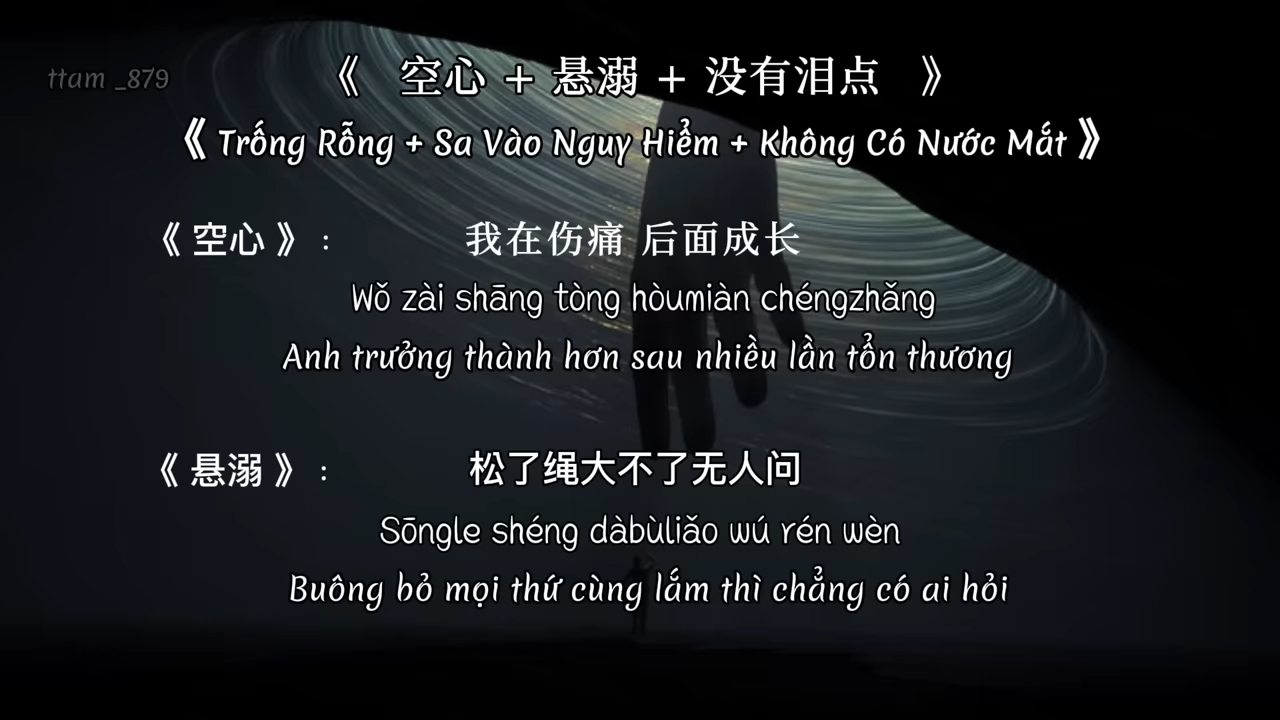 ttam _879
《 空心 + 悬溺 + 没有泪点 》
《 Trống Rỗng + Sa Vào Nguy Hiểm + Không Có Nước Mắt 》
《 空心 》 : 我在伤痛 后面成长
Wǒ zài shāng tòng hòumiàn chéngzhǎng
Anh trưởng thành hơn sau nhiều lần tổn thương
《 悬溺 》 : 松了绳大不了无人问
Sōngle shéng dàbùliǎo wú rén wèn
Buông bỏ mọi thứ cùng lắm thì chẳng có ai hỏi